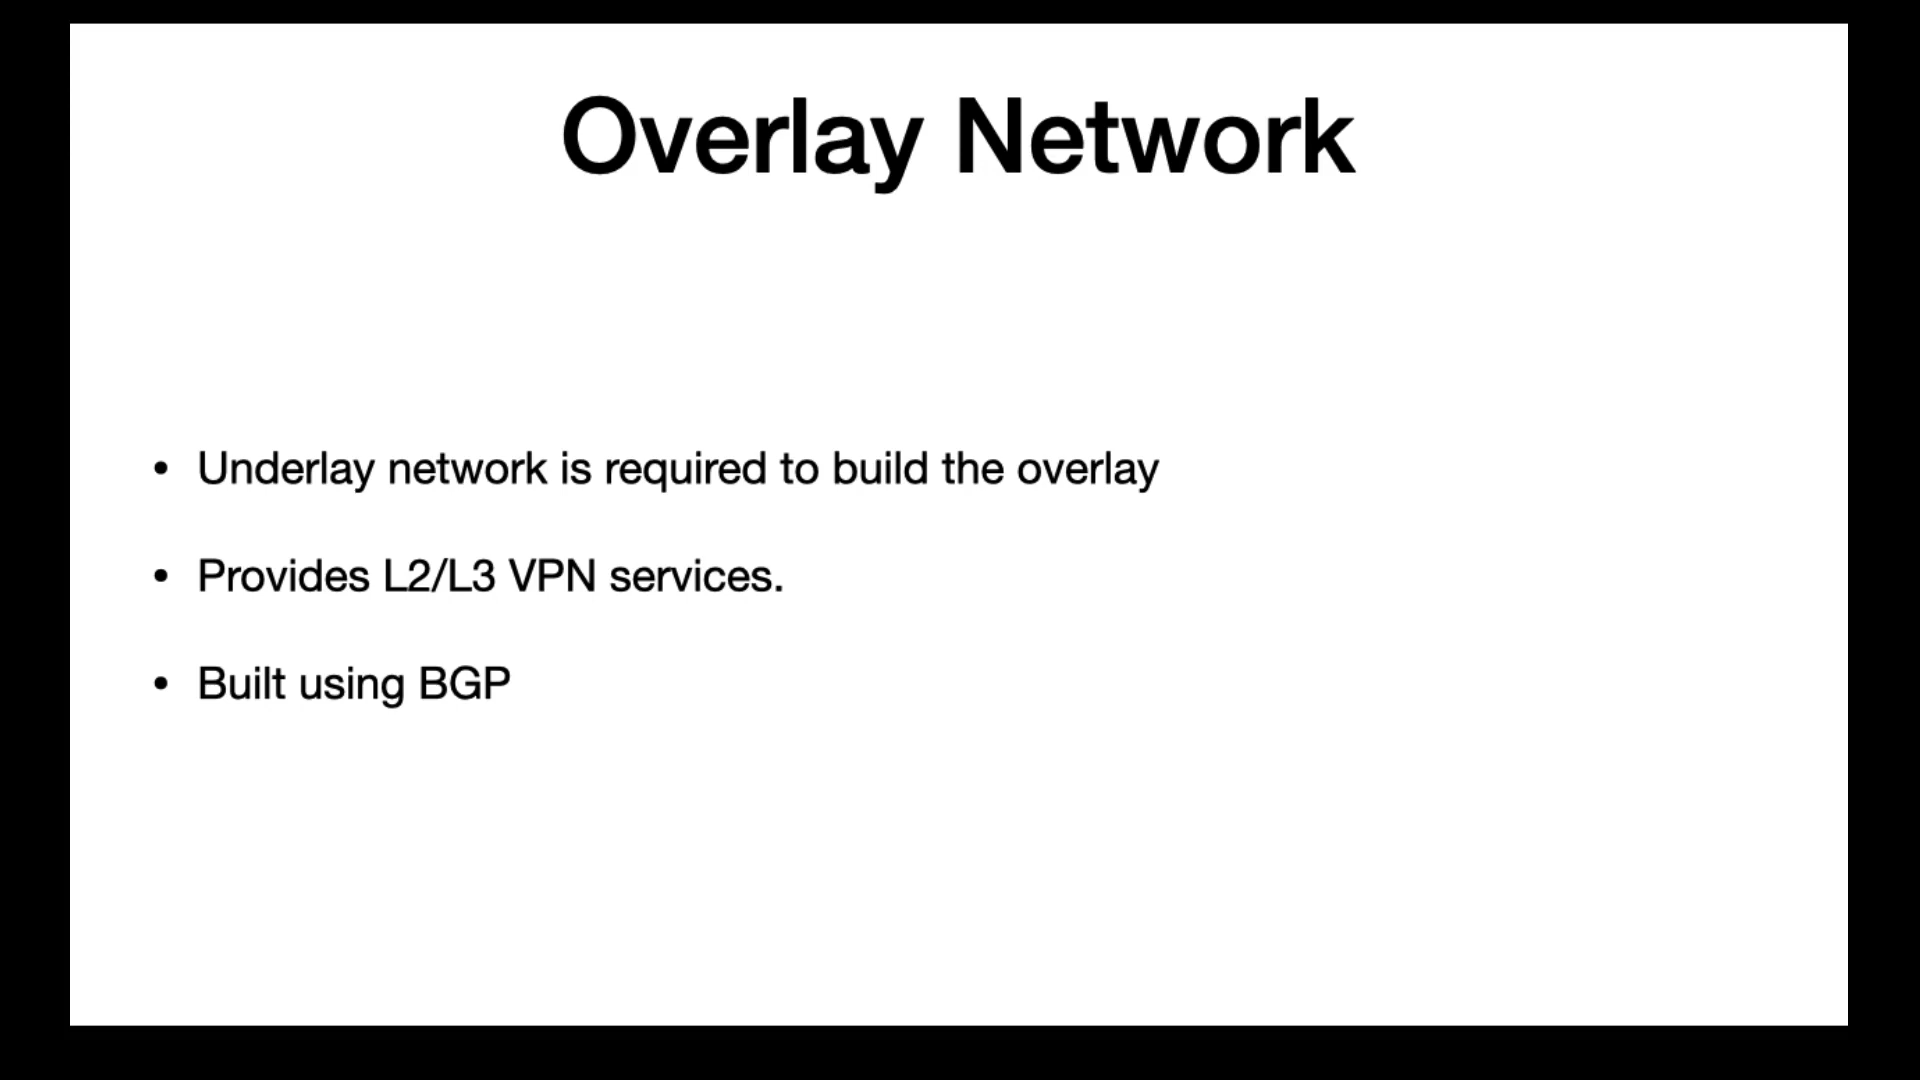 Overlay Network
• Underlay network is required to build the overlay
• Provides L2/L3 VPN services.
• Built using BGP